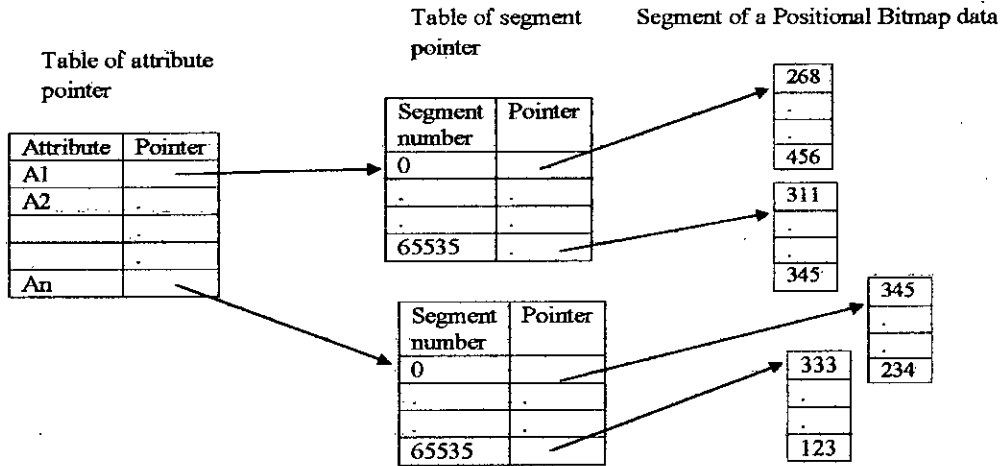 Table of attribute
pointer
Table of segment
pointer
Segment of a Positional Bitmap data
Attribute Pointer
A1
A2 .
.
.
An
Segment Pointer
number
0
. .
. .
65535 .
Segment Pointer
number
0
. .
. .
65535
268
.
.
456
311
.
.
345
345
.
.
234
333
.
.
123